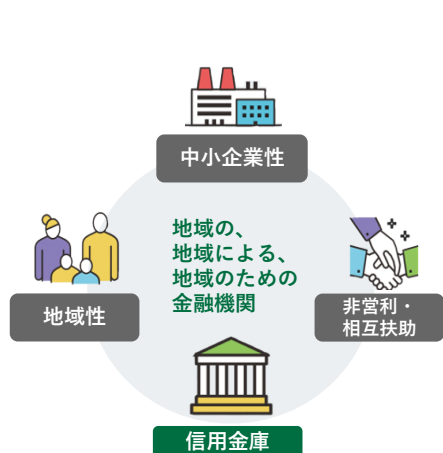 中小企業性
地域の、
地域による、
地域のための
金融機関
地域性
非営利・
相互扶助
信用金庫